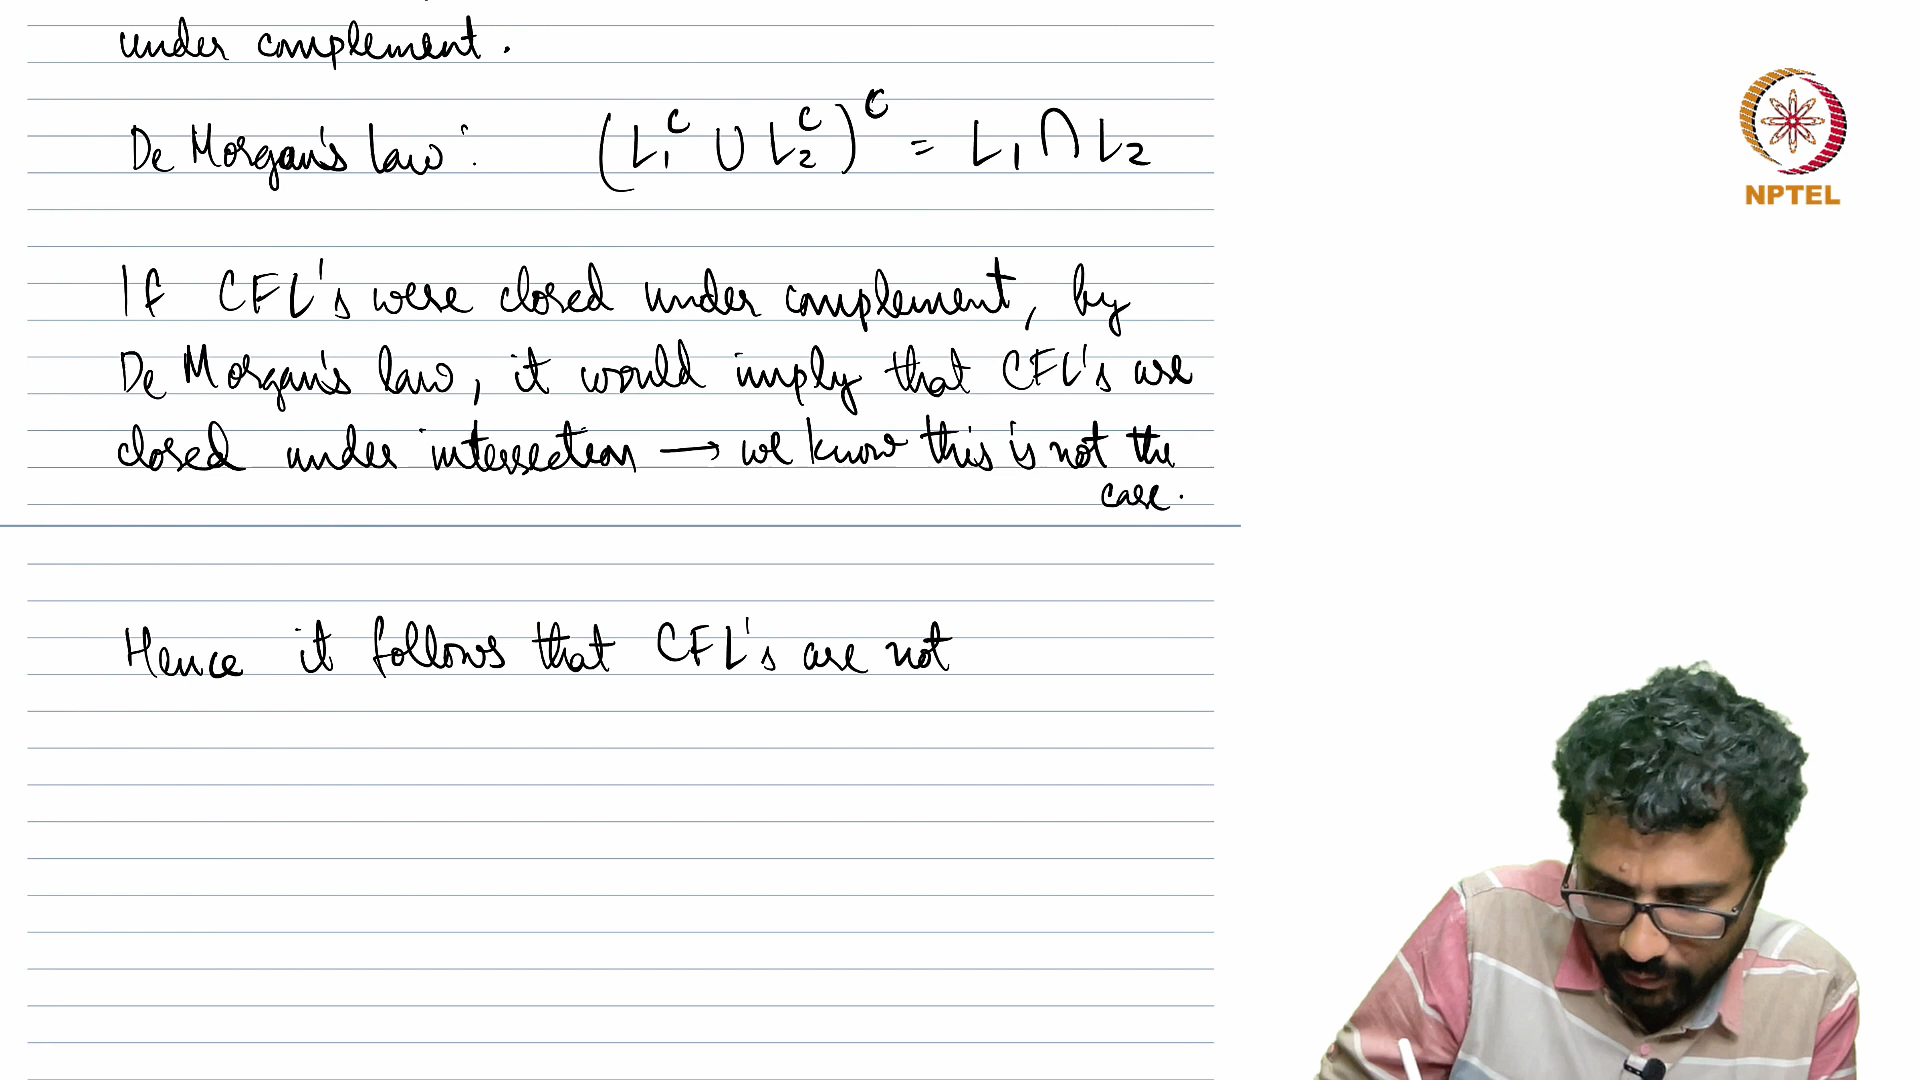 under complement.
De Morgan's law: (L₁ᶜ ∪ L₂ᶜ)ᶜ = L₁ ∩ L₂
If CFL's were closed under complement, by
De Morgan's law, it would imply that CFL's are
closed under intersection → we know this is not the
case.
Hence it follows that CFL's are not
NPTEL